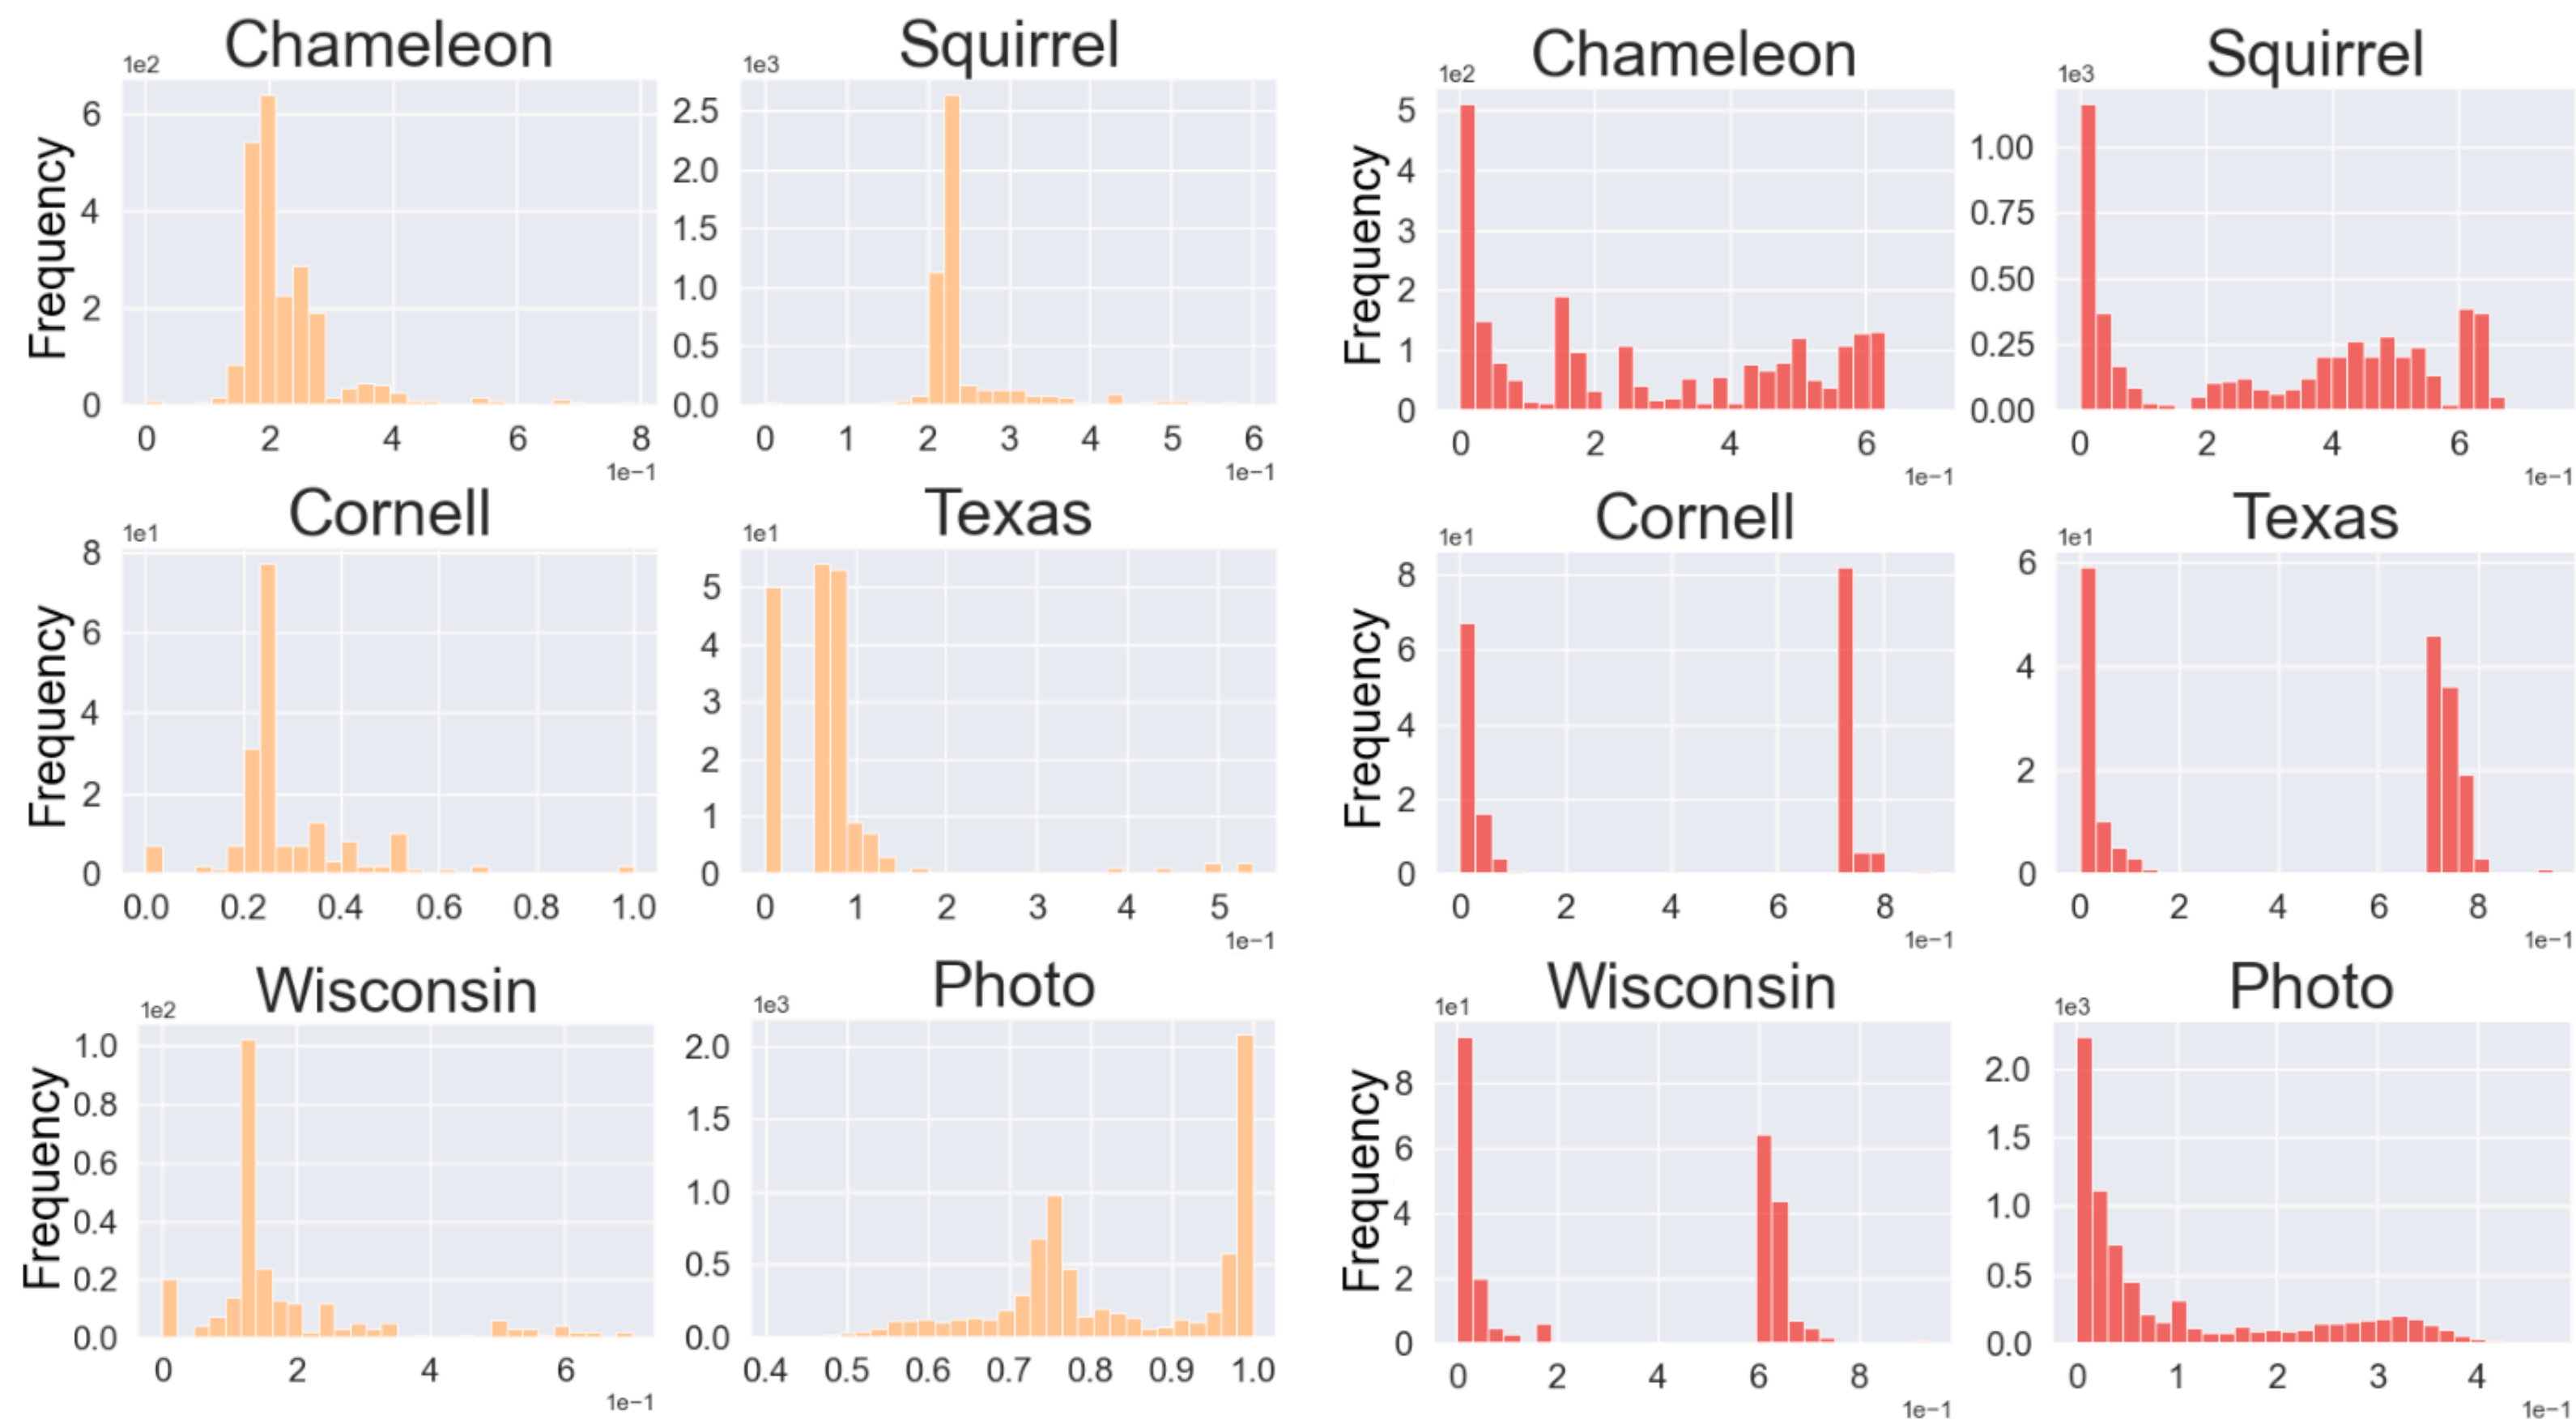 Chameleon
1e2
Frequency
6
4
2
0
0 2 4 6 8
1e−1
Squirrel
1e3
2.5
2.0
1.5
1.0
0.5
0.0
0 1 2 3 4 5 6
1e−1
Chameleon
1e2
Frequency
5
4
3
2
1
0
0 2 4 6
1e−1
Squirrel
1e3
1.00
0.75
0.50
0.25
0.00
0 2 4 6
1e−1
Cornell
1e1
Frequency
8
6
4
2
0
0.0 0.2 0.4 0.6 0.8 1.0
Texas
1e1
5
4
3
2
1
0
0 1 2 3 4 5
1e−1
Cornell
1e1
Frequency
8
6
4
2
0
0 2 4 6 8
1e−1
Texas
1e1
6
4
2
0
0 2 4 6 8
1e−1
Wisconsin
1e2
Frequency
1.0
0.8
0.6
0.4
0.2
0.0
0 2 4 6
1e−1
Photo
1e3
2.0
1.5
1.0
0.5
0.0
0.4 0.5 0.6 0.7 0.8 0.9 1.0
Wisconsin
1e1
Frequency
8
6
4
2
0
0 2 4 6 8
1e−1
Photo
1e3
2.0
1.5
1.0
0.5
0.0
0 1 2 3 4
1e−1